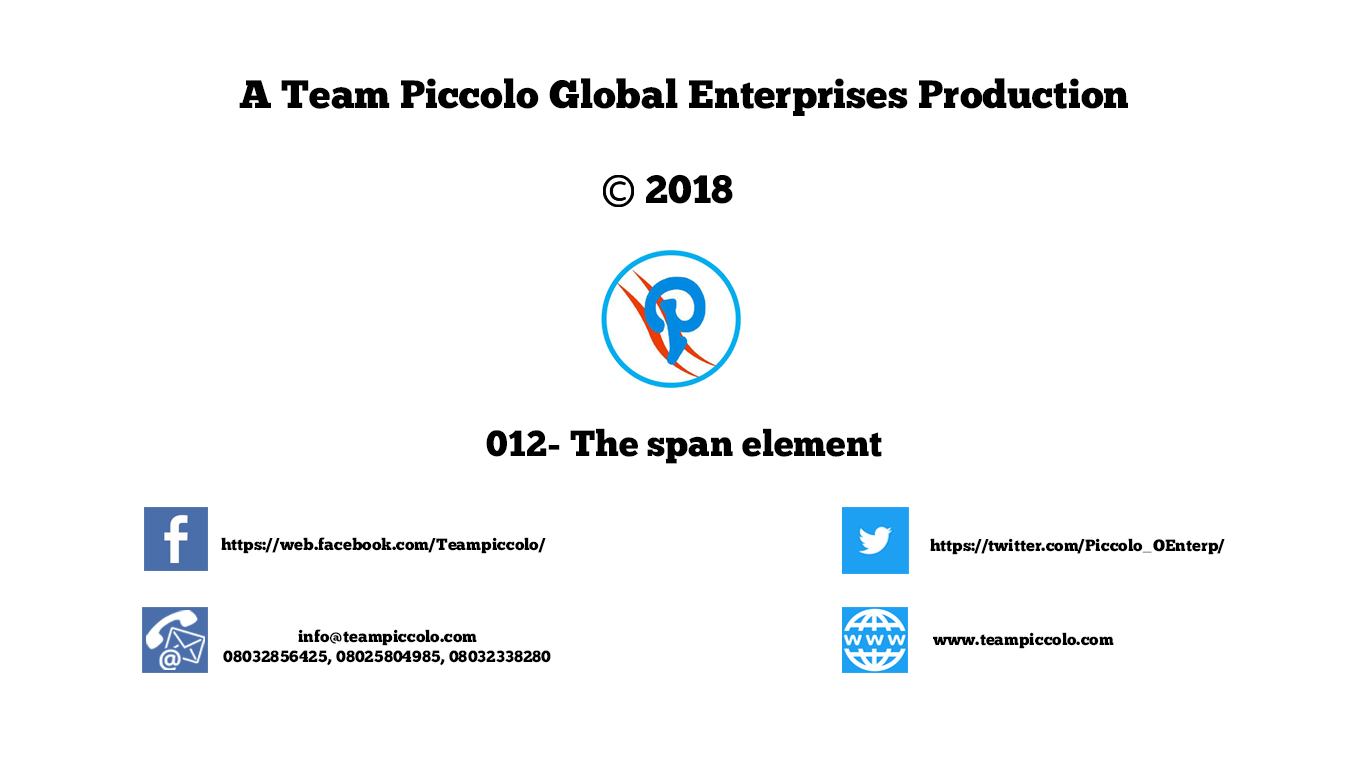 A Team Piccolo Global Enterprises Production
© 2018
012- The span element
https://web.facebook.com/Teampiccolo/
https://twitter.com/Piccolo_OEnterp/
info@teampiccolo.com
08032856425, 08025804985, 08032338280
@
WWW
www.teampiccolo.com